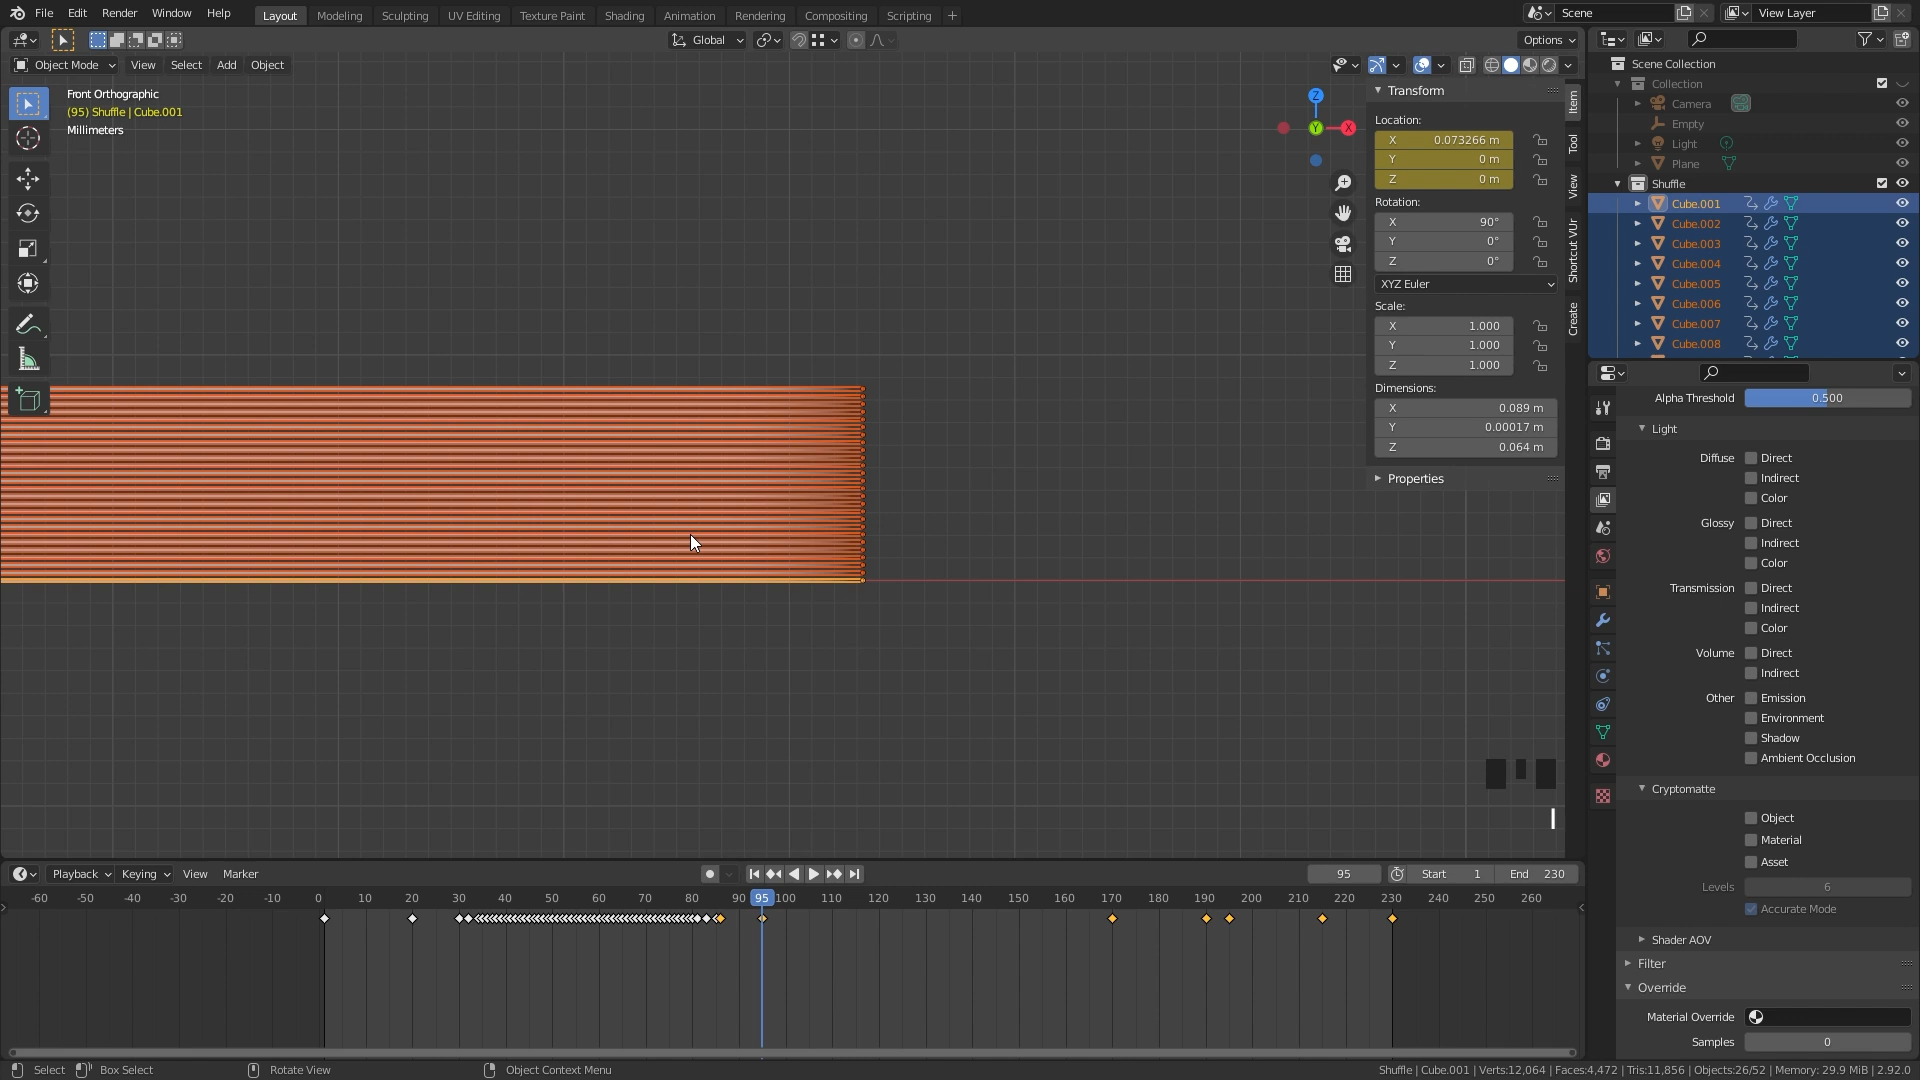 File Edit Render Window Help
Layout Modeling Sculpting UV Editing Texture Paint Shading Animation Rendering Compositing Scripting +
Scene
View Layer
Global
Options
Object Mode View Select Add Object
Front Orthographic
(95) Shuffle | Cube.001
Millimeters
Z
Y
X
Transform
Location:
X 0.073266 m
Y 0 m
Z 0 m
Rotation:
X 90°
Y 0°
Z 0°
XYZ Euler
Scale:
X 1.000
Y 1.000
Z 1.000
Dimensions:
X 0.089 m
Y 0.00017 m
Z 0.064 m
Properties
Item
Tool
View
Shortcut VUr
Create
Scene Collection
Collection
Camera
Empty
Light
Plane
Shuffle
Cube.001
Cube.002
Cube.003
Cube.004
Cube.005
Cube.006
Cube.007
Cube.008
Alpha Threshold 0.500
Light
Diffuse Direct
Indirect
Color
Glossy Direct
Indirect
Color
Transmission Direct
Indirect
Color
Volume Direct
Indirect
Other Emission
Environment
Shadow
Ambient Occlusion
Cryptomatte
Object
Material
Asset
Levels 6
Accurate Mode
Shader AOV
Filter
Override
Material Override
Samples 0
Playback Keying View Marker
95 Start 1 End 230
-60 -50 -40 -30 -20 -10 0 10 20 30 40 50 60 70 80 90 95 100 110 120 130 140 150 160 170 180 190 200 210 220 230 240 250 260
Select Box Select Rotate View Object Context Menu
Shuffle | Cube.001 | Verts:12,064 | Faces:4,472 | Tris:11,856 | Objects:26/52 | Memory: 29.9 MiB | 2.92.0